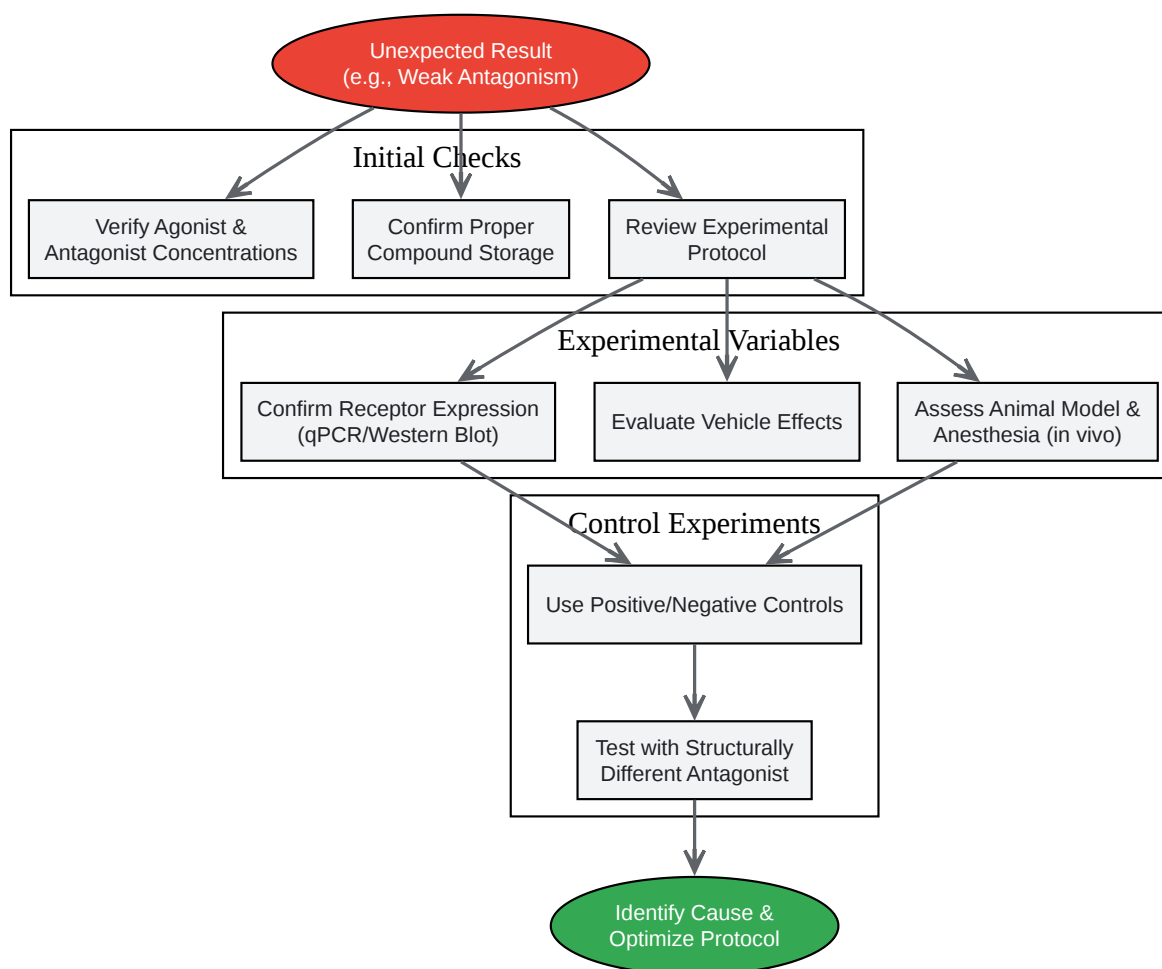 Unexpected Result
(e.g., Weak Antagonism)
Initial Checks
Verify Agonist &
Antagonist Concentrations
Confirm Proper
Compound Storage
Review Experimental
Protocol
Experimental Variables
Confirm Receptor Expression
(qPCR/Western Blot)
Evaluate Vehicle Effects
Assess Animal Model &
Anesthesia (in vivo)
Control Experiments
Use Positive/Negative Controls
Test with Structurally
Different Antagonist
Identify Cause &
Optimize Protocol